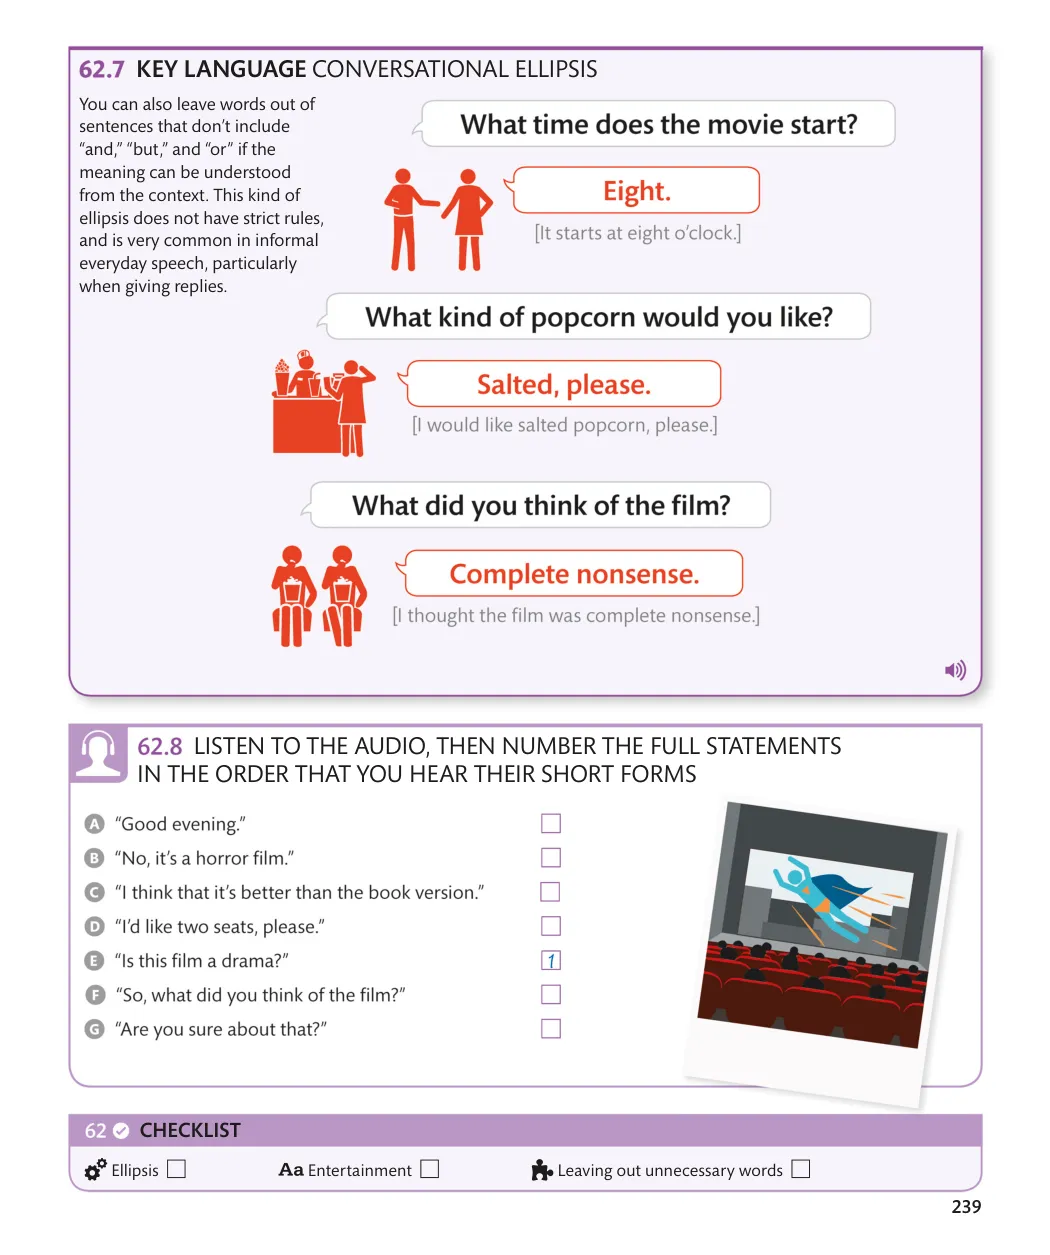 62.7 KEY LANGUAGE CONVERSATIONAL ELLIPSIS
You can also leave words out of
sentences that don’t include
“and,” “but,” and “or” if the
meaning can be understood
from the context. This kind of
ellipsis does not have strict rules,
and is very common in informal
everyday speech, particularly
when giving replies.
What time does the movie start?
Eight.
[It starts at eight o’clock.]
What kind of popcorn would you like?
Salted, please.
[I would like salted popcorn, please.]
What did you think of the film?
Complete nonsense.
[I thought the film was complete nonsense.]
62.8 LISTEN TO THE AUDIO, THEN NUMBER THE FULL STATEMENTS
IN THE ORDER THAT YOU HEAR THEIR SHORT FORMS
A “Good evening.”
B “No, it’s a horror film.”
C “I think that it’s better than the book version.”
D “I’d like two seats, please.”
E “Is this film a drama?” 1
F “So, what did you think of the film?”
G “Are you sure about that?”
62 CHECKLIST
Ellipsis Aa Entertainment Leaving out unnecessary words
239